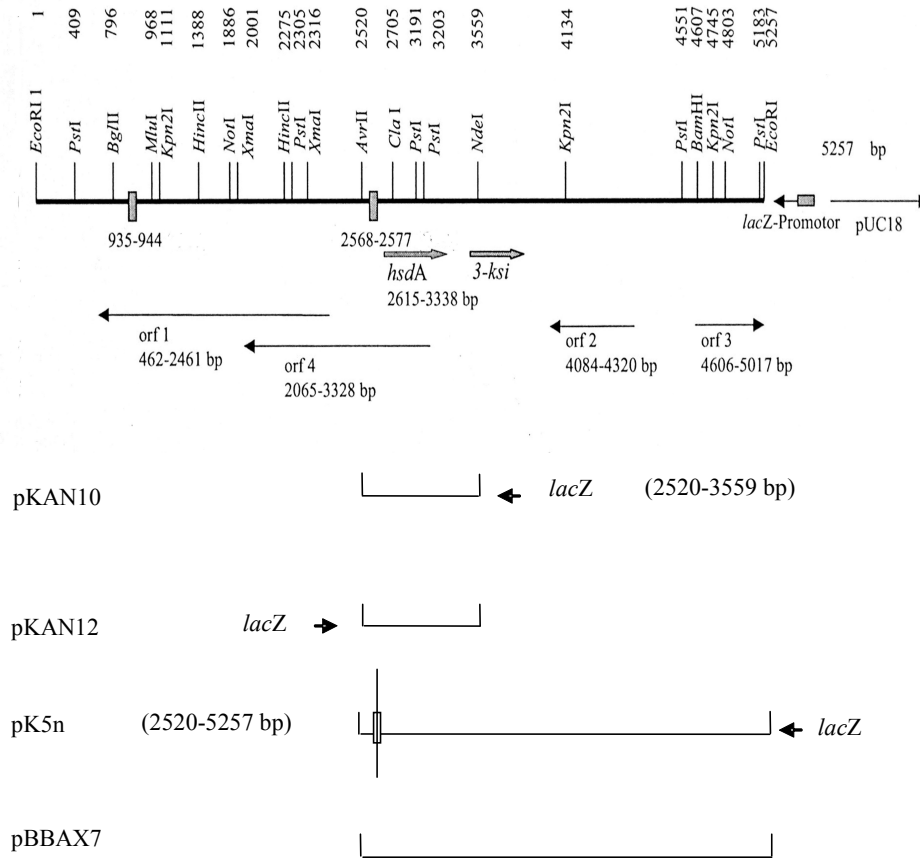 1
409
796
968
1111
1388
1886
2001
2275
2305
2316
2520
2705
3191
3203
3559
4134
4551
4607
4745
4803
5183
5257
EcoRI 1
PstI
BglII
MluI
Kpn2I
HincII
NotI
XmaI
HincII
PstI
XmaI
AvrII
Cla I
PstI
PstI
NdeI
Kpn2I
PstI
BamHI
Kpn2I
NotI
PstI
EcoRI
5257 bp
935-944
2568-2577
lacZ-Promotor
pUC18
hsdA
3-ksi
2615-3338 bp
orf 1
462-2461 bp
orf 4
2065-3328 bp
orf 2
4084-4320 bp
orf 3
4606-5017 bp
pKAN10
lacZ (2520-3559 bp)
pKAN12
lacZ
pK5n (2520-5257 bp)
lacZ
pBBAX7